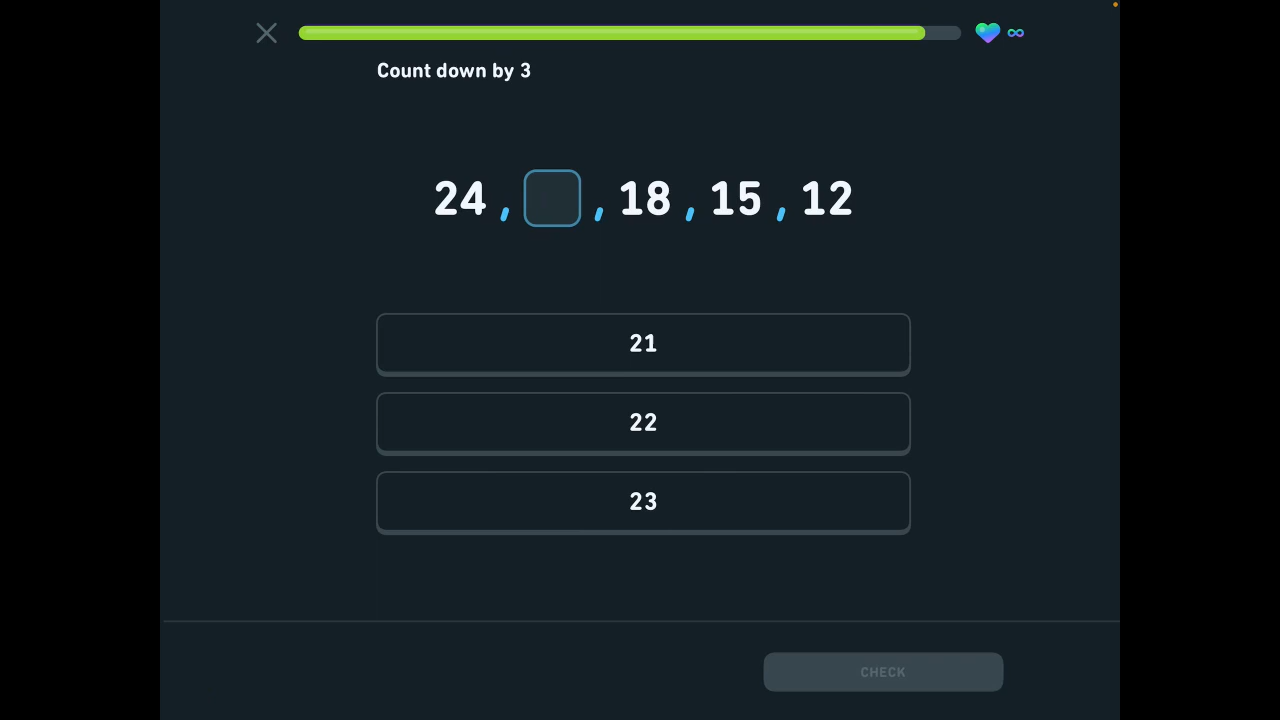 Count down by 3
24 , , 18 , 15 , 12
21
22
23
CHECK